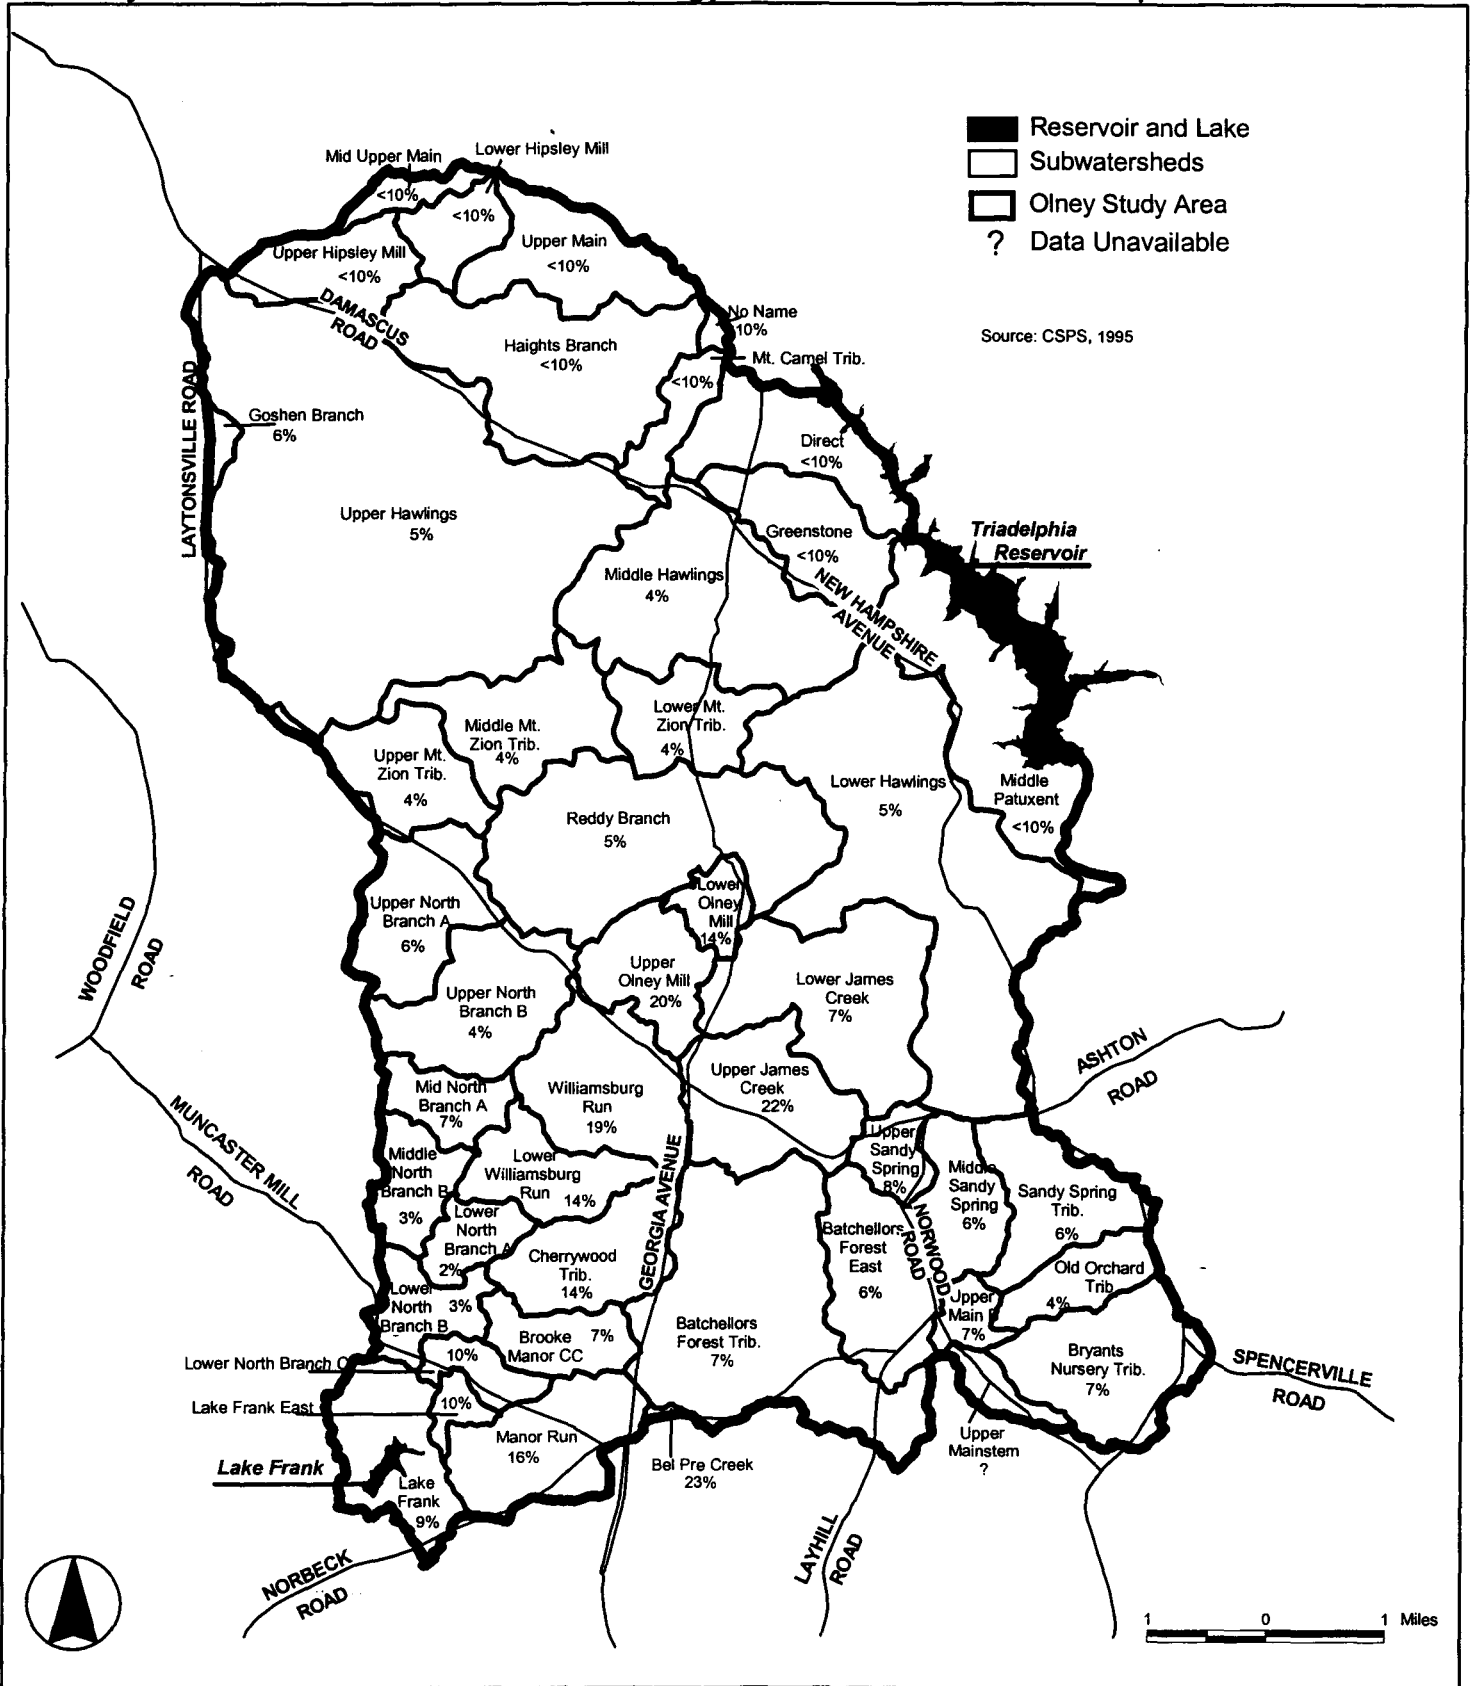 Reservoir and Lake
Subwatersheds
Olney Study Area
? Data Unavailable
Source: CSPS, 1995
Mid Upper Main
<10%
Lower Hipsley Mill
<10%
Upper Main
<10%
Upper Hipsley Mill
<10%
DAMASCUS
ROAD
No Name
10%
Haights Branch
<10%
Mt. Camel Trib.
<10%
LAYTONSVILLE ROAD
Goshen Branch
6%
Direct
<10%
Upper Hawlings
5%
Greenstone
<10%
Triadelphia
Reservoir
Middle Hawlings
4%
NEW HAMPSHIRE
AVENUE
Lower Mt.
Zion Trib.
4%
Middle Mt.
Zion Trib.
4%
Upper Mt.
Zion Trib.
4%
Lower Hawlings
5%
Middle
Patuxent
<10%
Reddy Branch
5%
Lower
Olney
Mill
14%
Upper North
Branch A
6%
WOODFIELD
ROAD
Upper
Olney Mill
20%
Lower James
Creek
7%
Upper North
Branch B
4%
ASHTON
ROAD
Upper James
Creek
22%
Mid North
Branch A
7%
Williamsburg
Run
19%
MUNCASTER MILL
ROAD
Upper
Sandy
Spring
8%
Middle
North
Branch B
3%
Lower
Williamsburg
Run 14%
GEORGIA AVENUE
Middle
Sandy
Spring
6%
Sandy Spring
Trib.
6%
Lower
North
Branch A
2%
NORWOOD
ROAD
Batchellors
Forest
East
6%
Cherrywood
Trib.
14%
Old Orchard
Trib
4%
Lower
North
Branch B
3%
Upper
Main
7%
Brooke
Manor CC
7%
Batchellors
Forest Trib.
7%
Bryants
Nursery Trib.
7%
Lower North Branch C
10%
SPENCERVILLE
ROAD
Lake Frank East
10%
Manor Run
16%
Upper
Mainstem
?
Bel Pre Creek
23%
Lake Frank
Lake
Frank
9%
LAYHILL
ROAD
NORBECK
ROAD
1 0 1 Miles